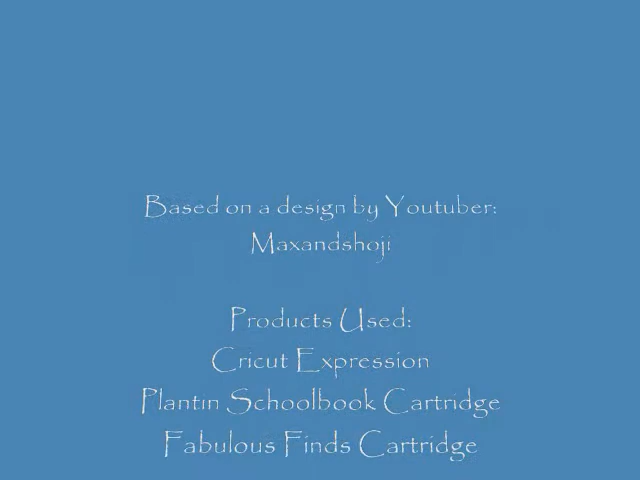 Based on a design by Youtuber:
Maxandshoji
Products Used:
Cricut Expression
Plantin Schoolbook Cartridge
Fabulous Finds Cartridge